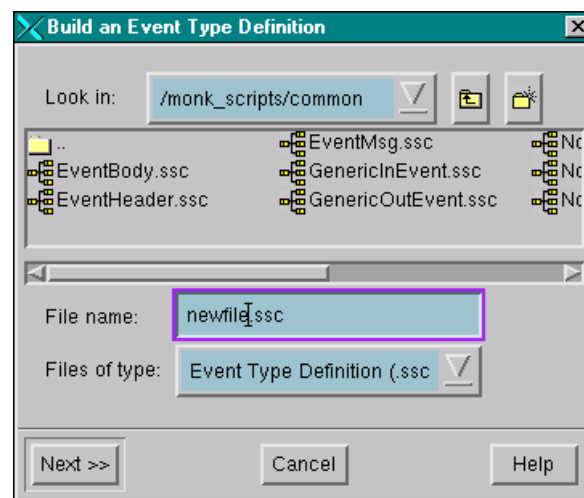 Build an Event Type Definition
Look in: /monk_scripts/common
.. EventMsg.ssc
EventBody.ssc GenericInEvent.ssc
EventHeader.ssc GenericOutEvent.ssc
File name: newfile.ssc
Files of type: Event Type Definition (.ssc
Next >> Cancel Help